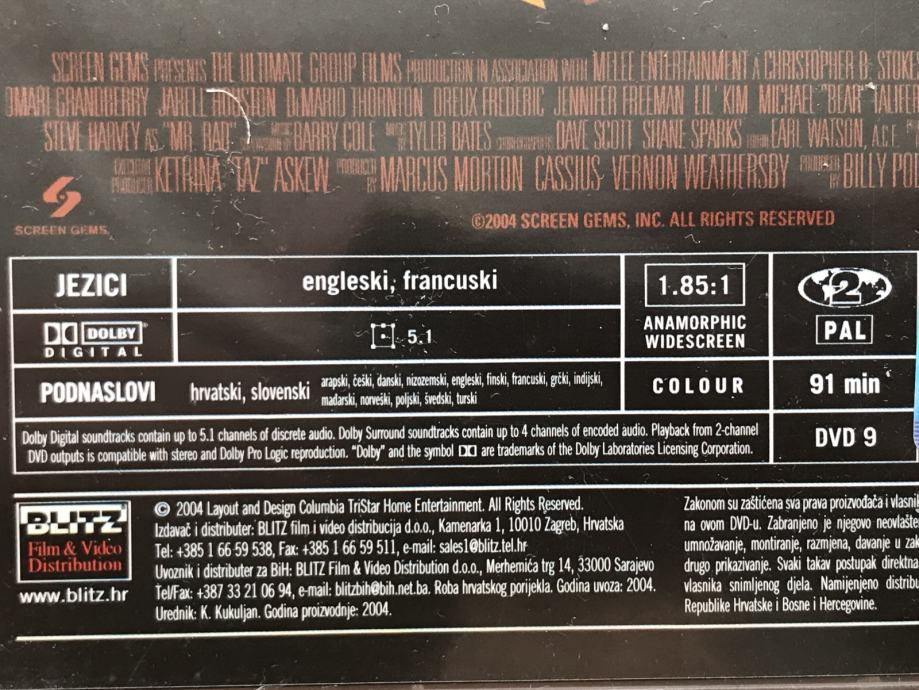 SCREEN GEMS PRESENTS THE ULTIMATE GROUP FILMS PRODUCTION IN ASSOCIATION WITH MELEE ENTERTAINMENT A CHRISTOPHER B. STOKE
OMARI GRANDBERRY JARELL HOUSTON DeMARIO THORNTON DREUX FREDERIC JENNIFER FREEMAN LIL' KIM MICHAEL "BEAR" TALIFER
STEVE HARVEY AS "MR. RAD" BARRY COLE TYLER BATES DAVE SCOTT SHANE SPARKS EARL WATSON, A.C.E.
EXECUTIVE PRODUCER KETRINA "TAZ" ASKEW PRODUCED BY MARCUS MORTON CASSIUS VERNON WEATHERSBY PRODUCED BY BILLY POL
SCREEN GEMS
©2004 SCREEN GEMS, INC. ALL RIGHTS RESERVED
JEZICI
engleski, francuski
1.85:1
ANAMORPHIC
WIDESCREEN
2
PAL
DOLBY
DIGITAL
5.1
PODNASLOVI
hrvatski, slovenski
arapski, češki, danski, nizozemski, engleski, finski, francuski, grčki, indijski,
mađarski, norveški, poljski, švedski, turski
COLOUR
91 min
Dolby Digital soundtracks contain up to 5.1 channels of discrete audio. Dolby Surround soundtracks contain up to 4 channels of encoded audio. Playback from 2-channel
DVD outputs is compatible with stereo and Dolby Pro Logic reproduction. "Dolby" and the symbol are trademarks of the Dolby Laboratories Licensing Corporation.
DVD 9
BLITZ
Film & Video
Distribution
www.blitz.hr
© 2004 Layout and Design Columbia TriStar Home Entertainment. All Rights Reserved.
Izdavač i distributer: BLITZ film i video distribucija d.o.o., Kamenarka 1, 10010 Zagreb, Hrvatska
Tel: +385 1 66 59 538, Fax: +385 1 66 59 511, e-mail: sales1@blitz.tel.hr
Uvoznik i distributer za BiH: BLITZ Film & Video Distribution d.o.o., Merhemića trg 14, 33000 Sarajevo
Tel/Fax: +387 33 21 06 94, e-mail: blitzbih@bih.net.ba. Roba hrvatskog porijekla. Godina uvoza: 2004.
Urednik: K. Kukuljan. Godina proizvodnje: 2004.
Zakonom su zaštićena sva prava proizvođača i vlasni
na ovom DVD-u. Zabranjeno je njegovo neovlašte
umnožavanje, montiranje, razmjena, davanje u zak
drugo prikazivanje. Svaki takav postupak direktna
vlasnika snimljenog djela. Namijenjeno distribu
Republike Hrvatske i Bosne i Hercegovine.